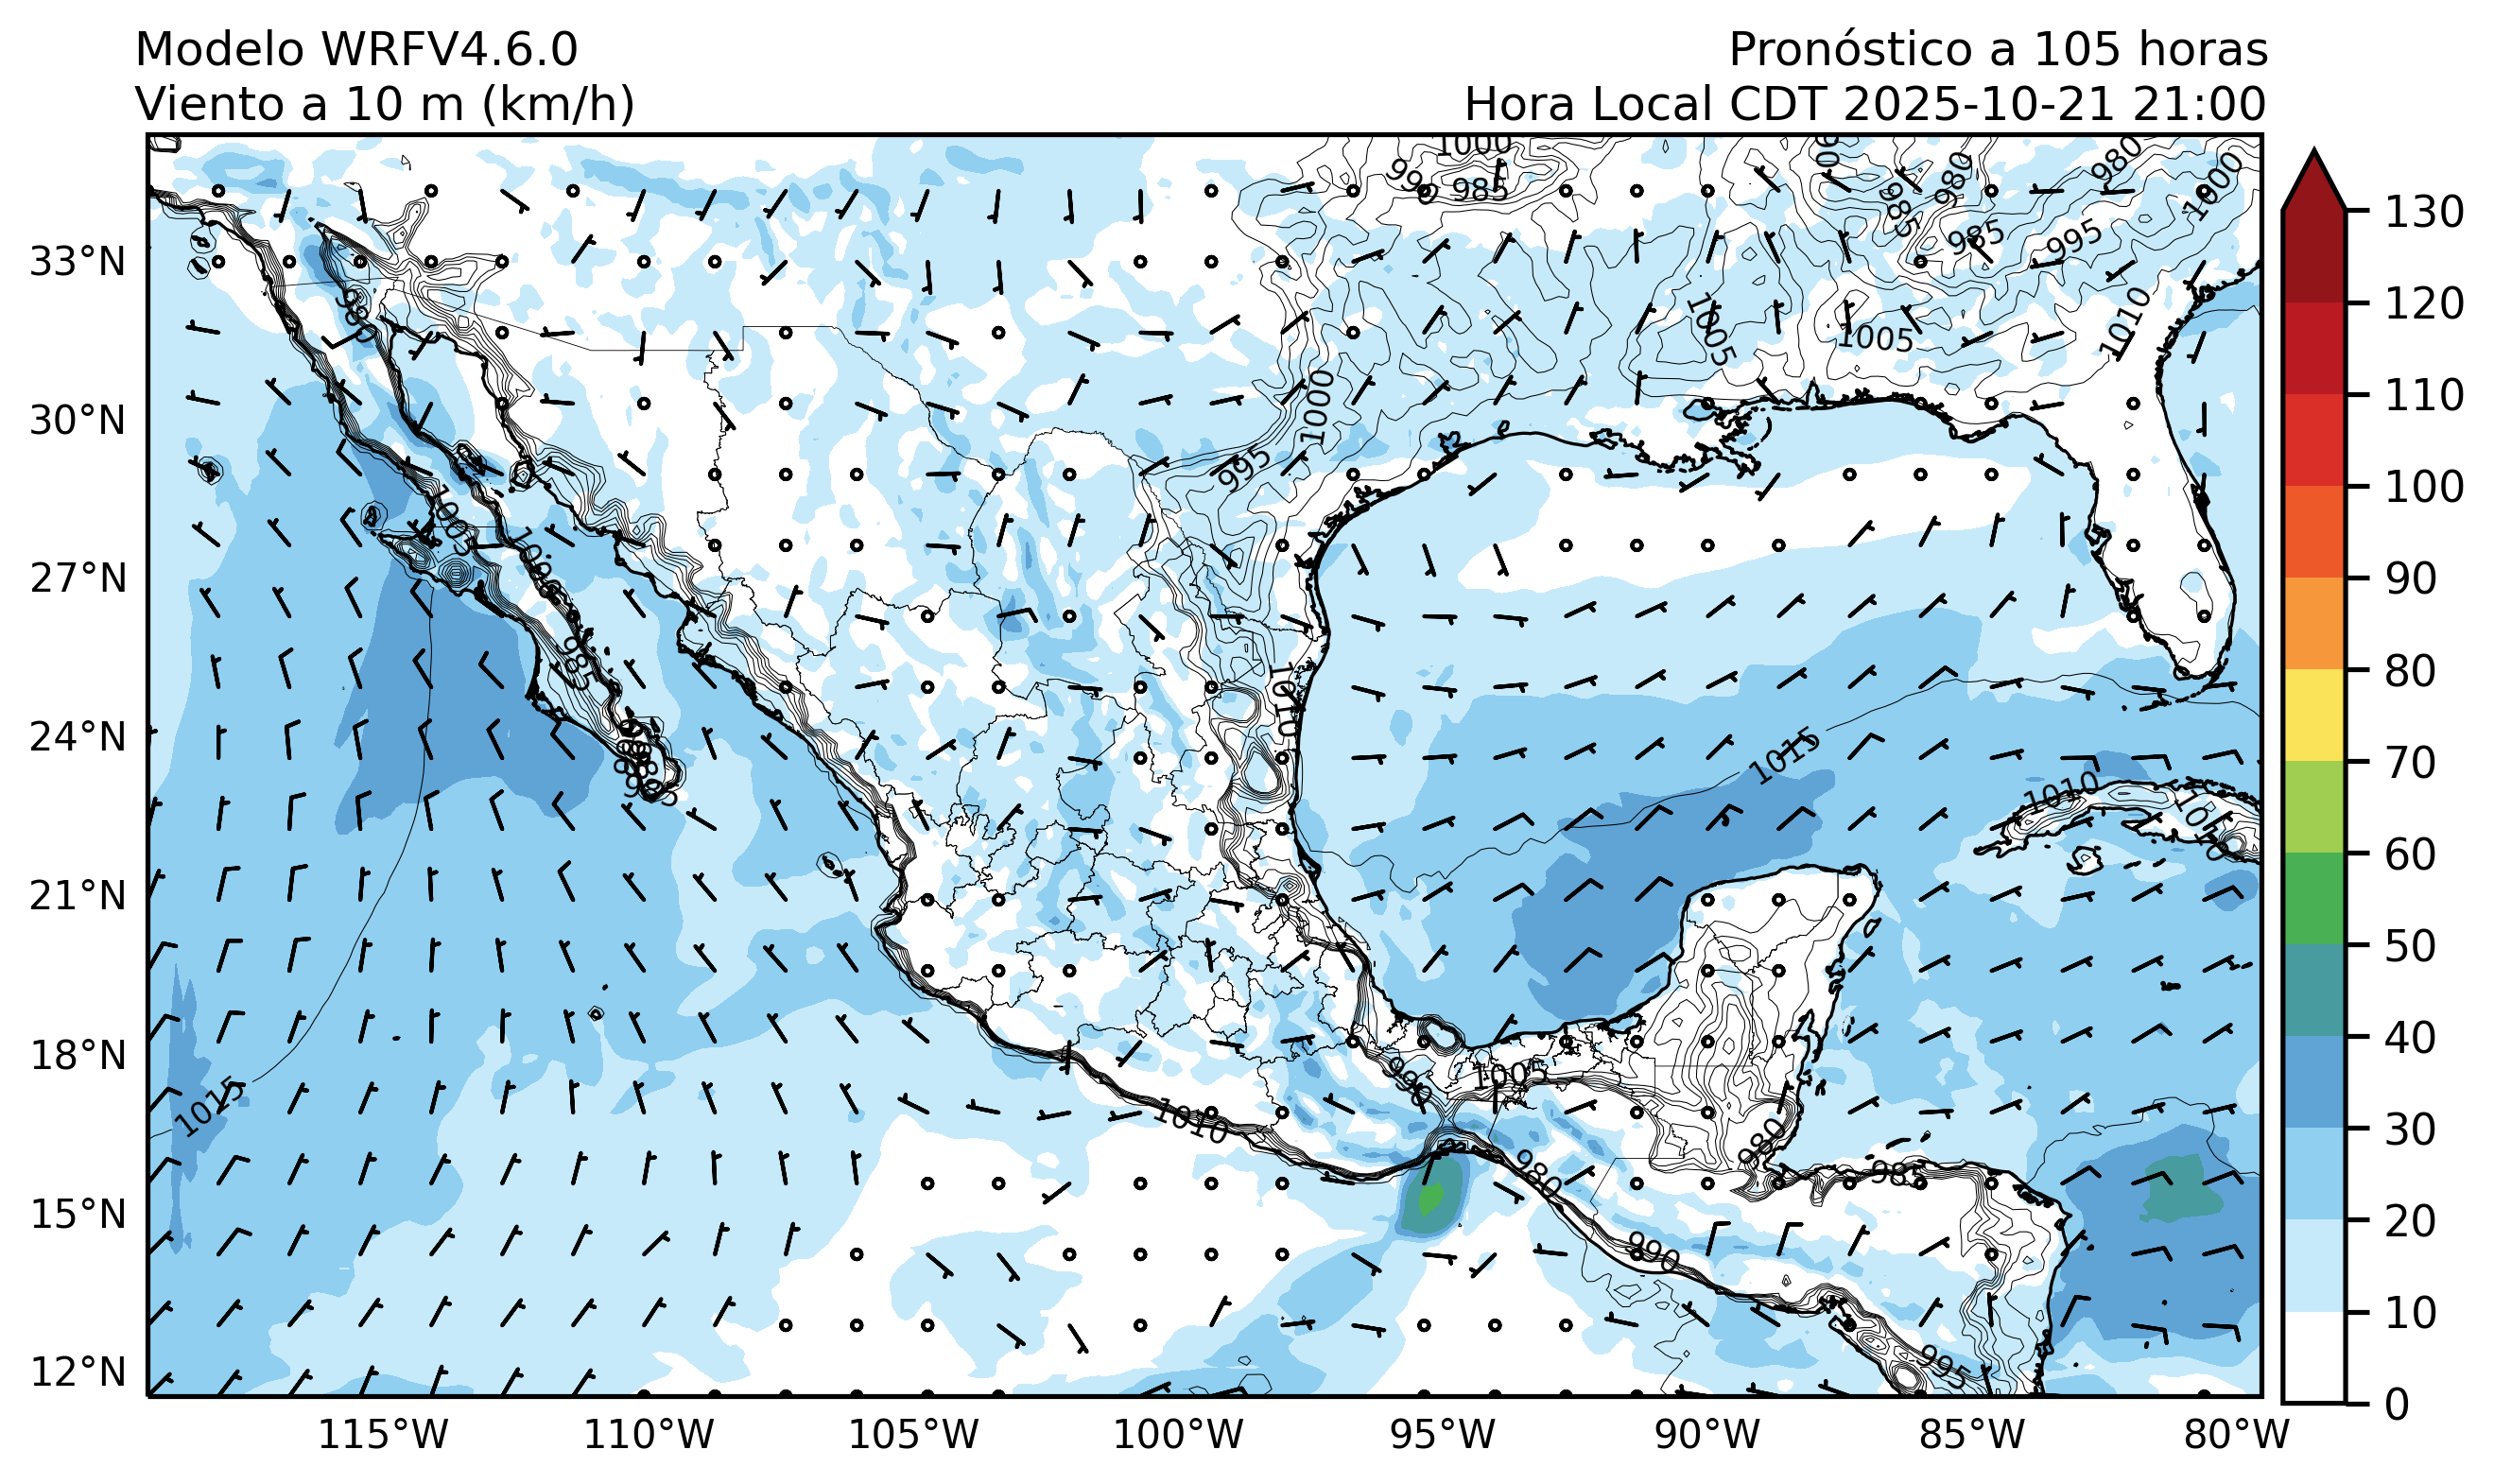 Modelo WRFV4.6.0
Pronóstico a 105 horas
Viento a 10 m (km/h)
Hora Local CDT 2025-10-21 21:00
33°N
30°N
27°N
24°N
21°N
18°N
15°N
12°N
115°W
110°W
105°W
100°W
95°W
90°W
85°W
80°W
130
120
110
100
90
80
70
60
50
40
30
20
10
0
1000
990
985
980
985
980
1000
985
995
1010
1005
1005
1000
995
980
1005
985
1010
1015
1010
1010
1015
990
1005
1010
980
980
985
990
995